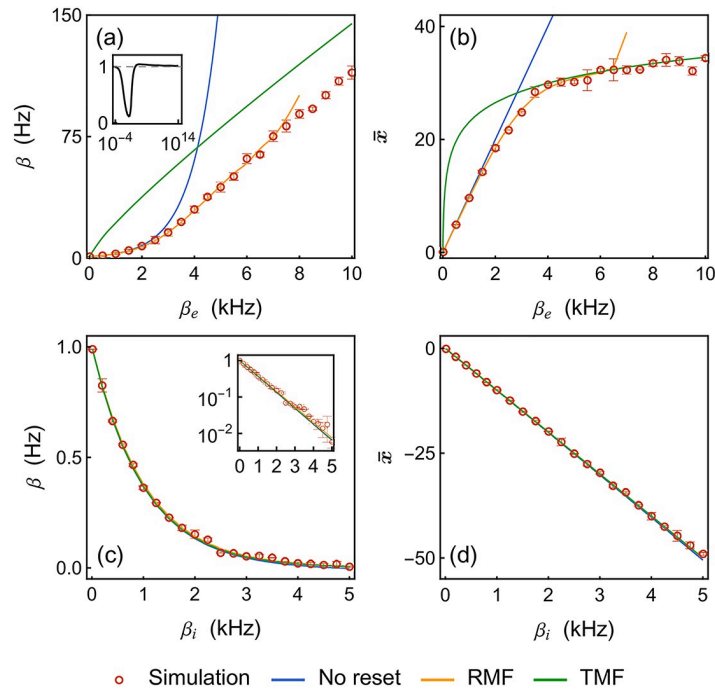 150
(a)
1
0
10⁻⁴
10¹⁴
75
β (Hz)
0
0 2 4 6 8 10
βₑ (kHz)
40
(b)
20
x̄
0
0 2 4 6 8 10
βₑ (kHz)
1.0
1
10⁻¹
10⁻²
0 1 2 3 4 5
0.5
β (Hz)
(c)
0.0
0 1 2 3 4 5
βᵢ (kHz)
0
−25
x̄
(d)
−50
0 1 2 3 4 5
βᵢ (kHz)
Simulation No reset RMF TMF